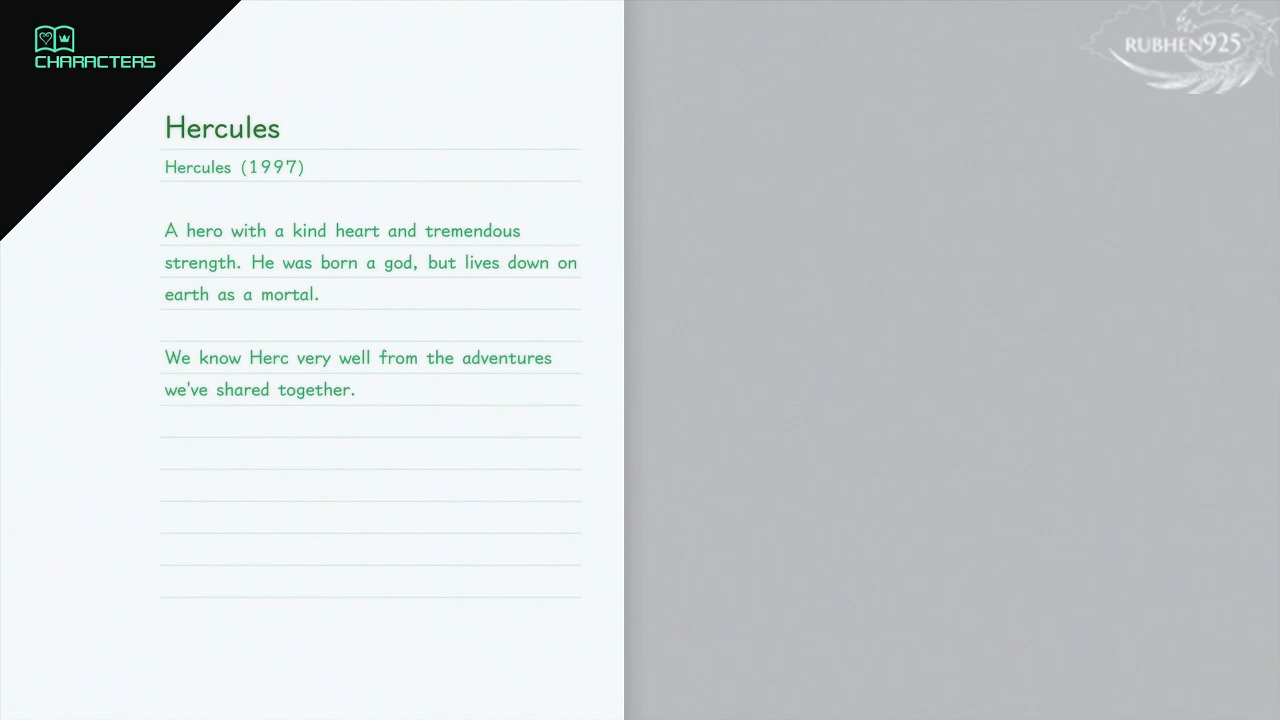 CHARACTERS
RUBHEN925
Hercules
Hercules (1997)
A hero with a kind heart and tremendous
strength. He was born a god, but lives down on
earth as a mortal.
We know Herc very well from the adventures
we've shared together.